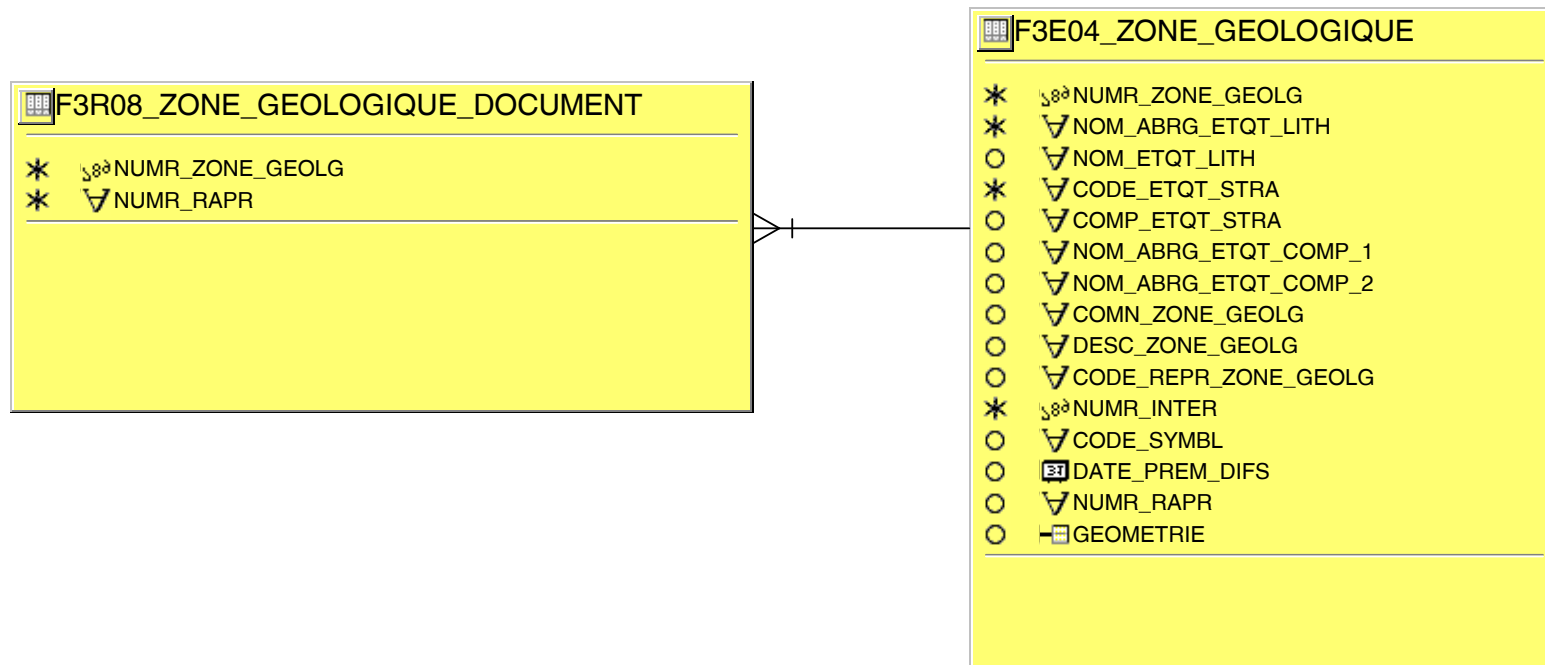 F3R08_ZONE_GEOLOGIQUE_DOCUMENT
NUMR_ZONE_GEOLG
NUMR_RAPR
F3E04_ZONE_GEOLOGIQUE
NUMR_ZONE_GEOLG
NOM_ABRG_ETQT_LITH
NOM_ETQT_LITH
CODE_ETQT_STRA
COMP_ETQT_STRA
NOM_ABRG_ETQT_COMP_1
NOM_ABRG_ETQT_COMP_2
COMN_ZONE_GEOLG
DESC_ZONE_GEOLG
CODE_REPR_ZONE_GEOLG
NUMR_INTER
CODE_SYMBL
DATE_PREM_DIFS
NUMR_RAPR
GEOMETRIE